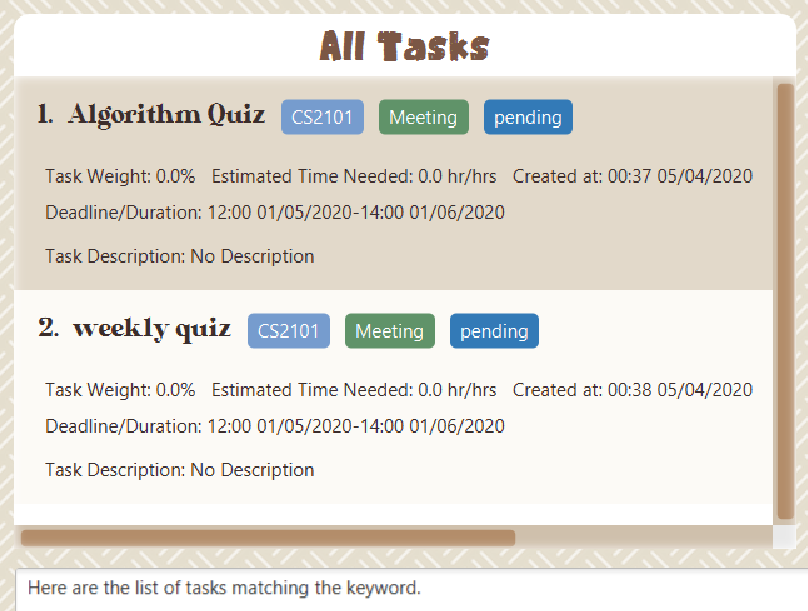 All Tasks
1. Algorithm Quiz CS2101 Meeting pending
Task Weight: 0.0% Estimated Time Needed: 0.0 hr/hrs Created at: 00:37 05/04/2020
Deadline/Duration: 12:00 01/05/2020-14:00 01/06/2020
Task Description: No Description
2. weekly quiz CS2101 Meeting pending
Task Weight: 0.0% Estimated Time Needed: 0.0 hr/hrs Created at: 00:38 05/04/2020
Deadline/Duration: 12:00 01/05/2020-14:00 01/06/2020
Task Description: No Description
Here are the list of tasks matching the keyword.